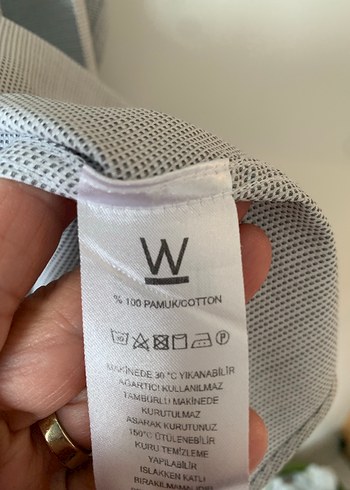 W
% 100 PAMUK/COTTON
MAKİNEDE 30 °C YIKANABİLİR
AĞARTICI KULLANILMAZ
TAMBURLU MAKİNEDE
KURUTULMAZ
ASARAK KURUTUNUZ
150°C ÜTÜLENEBİLİR
KURU TEMİZLEME
YAPILABİLİR
ISLAKKEN KATLI
BIRAKILMAMALIDIR